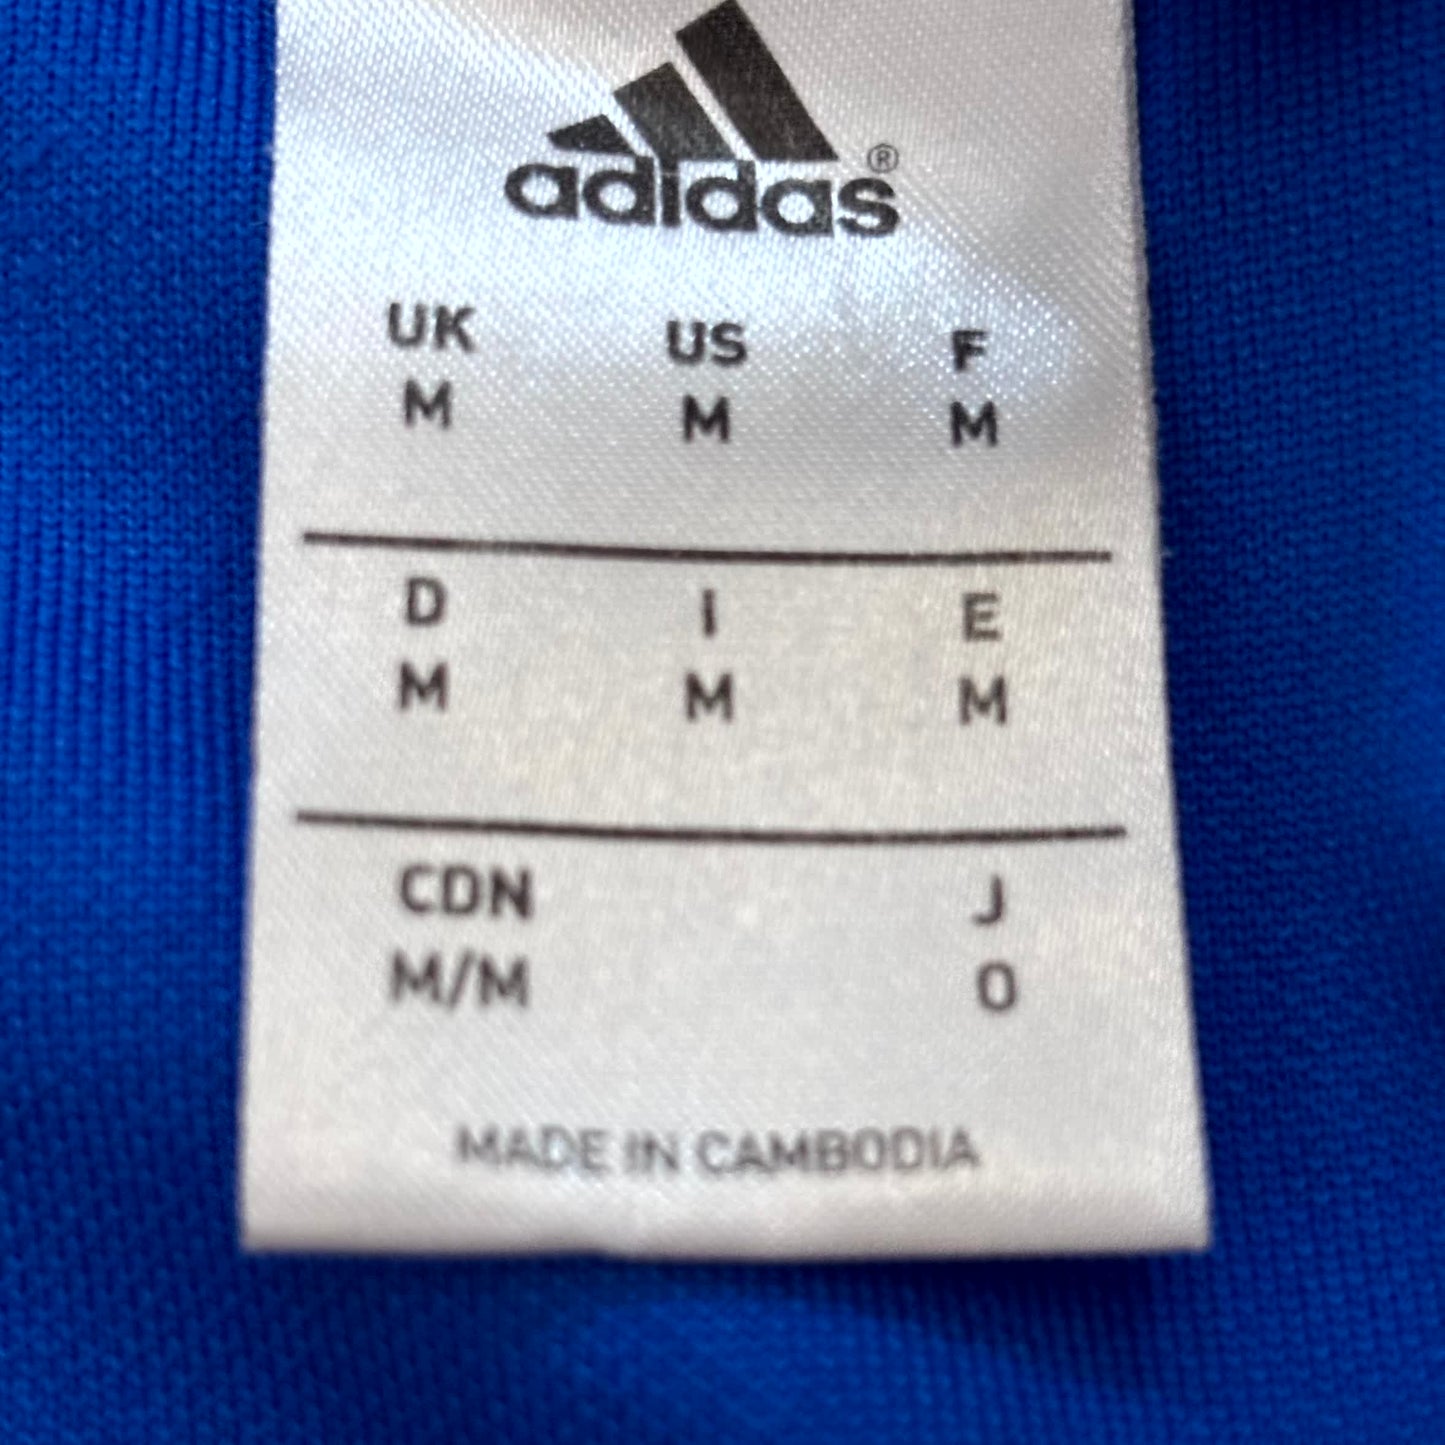 adidas®
UK US F
M M M
D I E
M M M
CDN J
M/M O
MADE IN CAMBODIA